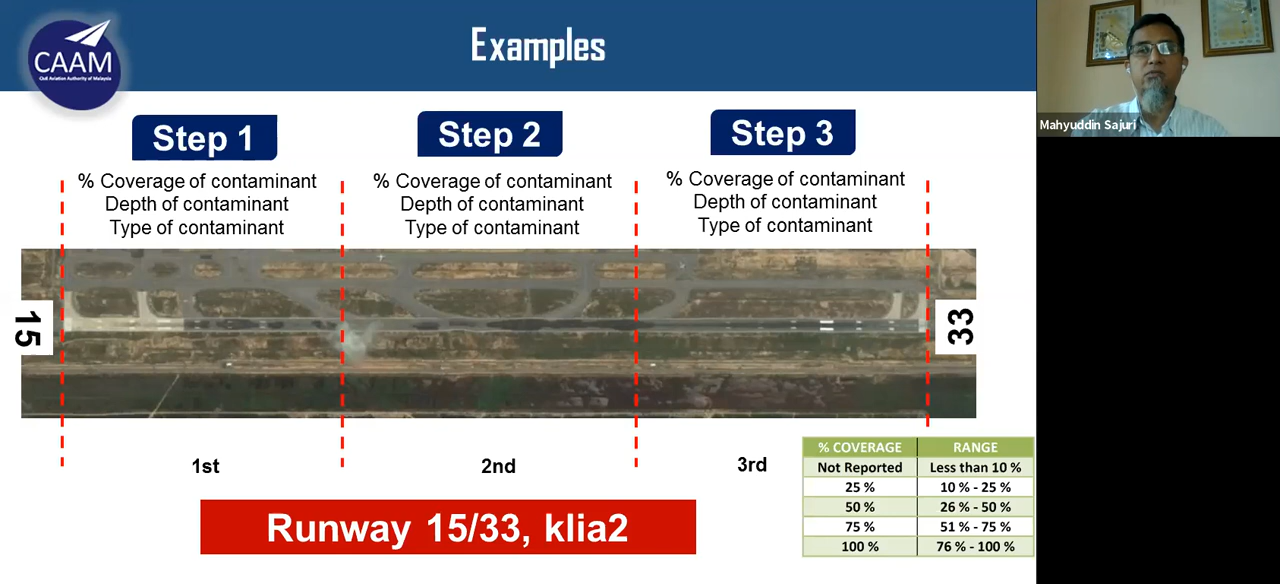 CAAM
Civil Aviation Authority of Malaysia
Examples
Mahyuddin Sajuri
Step 1
% Coverage of contaminant
Depth of contaminant
Type of contaminant
Step 2
% Coverage of contaminant
Depth of contaminant
Type of contaminant
Step 3
% Coverage of contaminant
Depth of contaminant
Type of contaminant
15
33
1st
2nd
3rd
Runway 15/33, klia2
% COVERAGE RANGE
Not Reported Less than 10 %
25 % 10 % - 25 %
50 % 26 % - 50 %
75 % 51 % - 75 %
100 % 76 % - 100 %